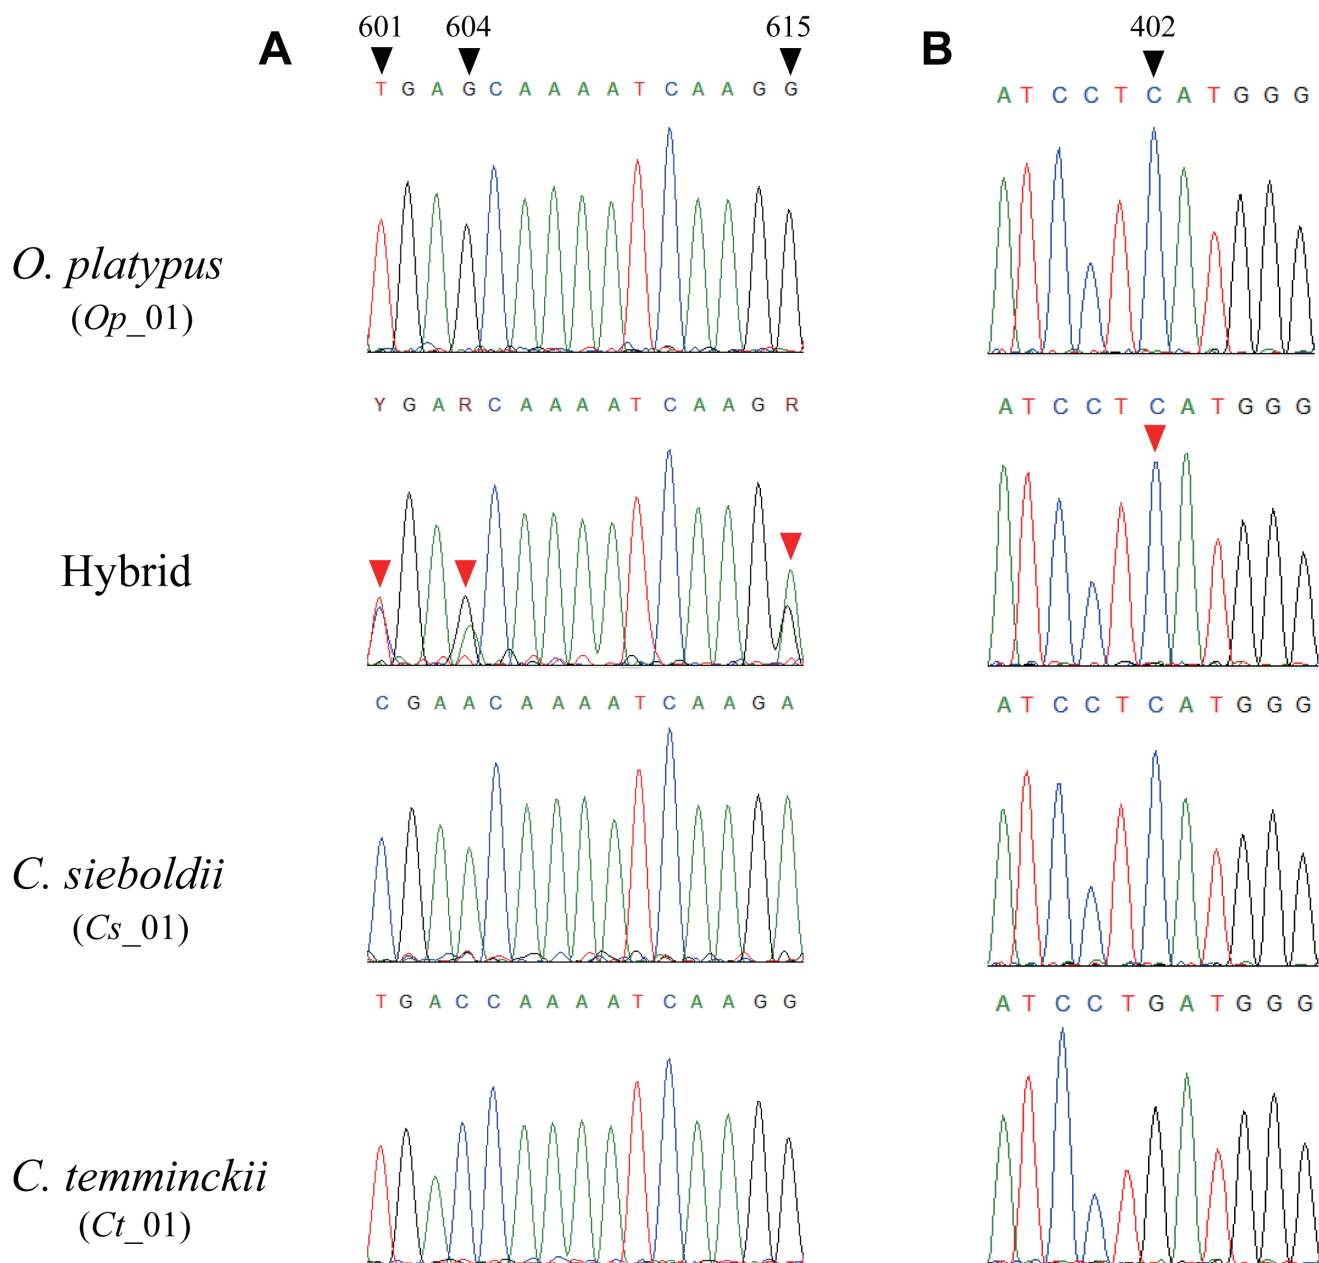 A
601 604 615
B
402
T G A G C A A A A T C A A G G
A T C C T C A T G G G
O. platypus
(Op_01)
Y G A R C A A A A T C A A G R
A T C C T C A T G G G
Hybrid
C G A A C A A A A T C A A G A
A T C C T C A T G G G
C. sieboldii
(Cs_01)
T G A C C A A A A T C A A G G
A T C C T G A T G G G
C. temminckii
(Ct_01)